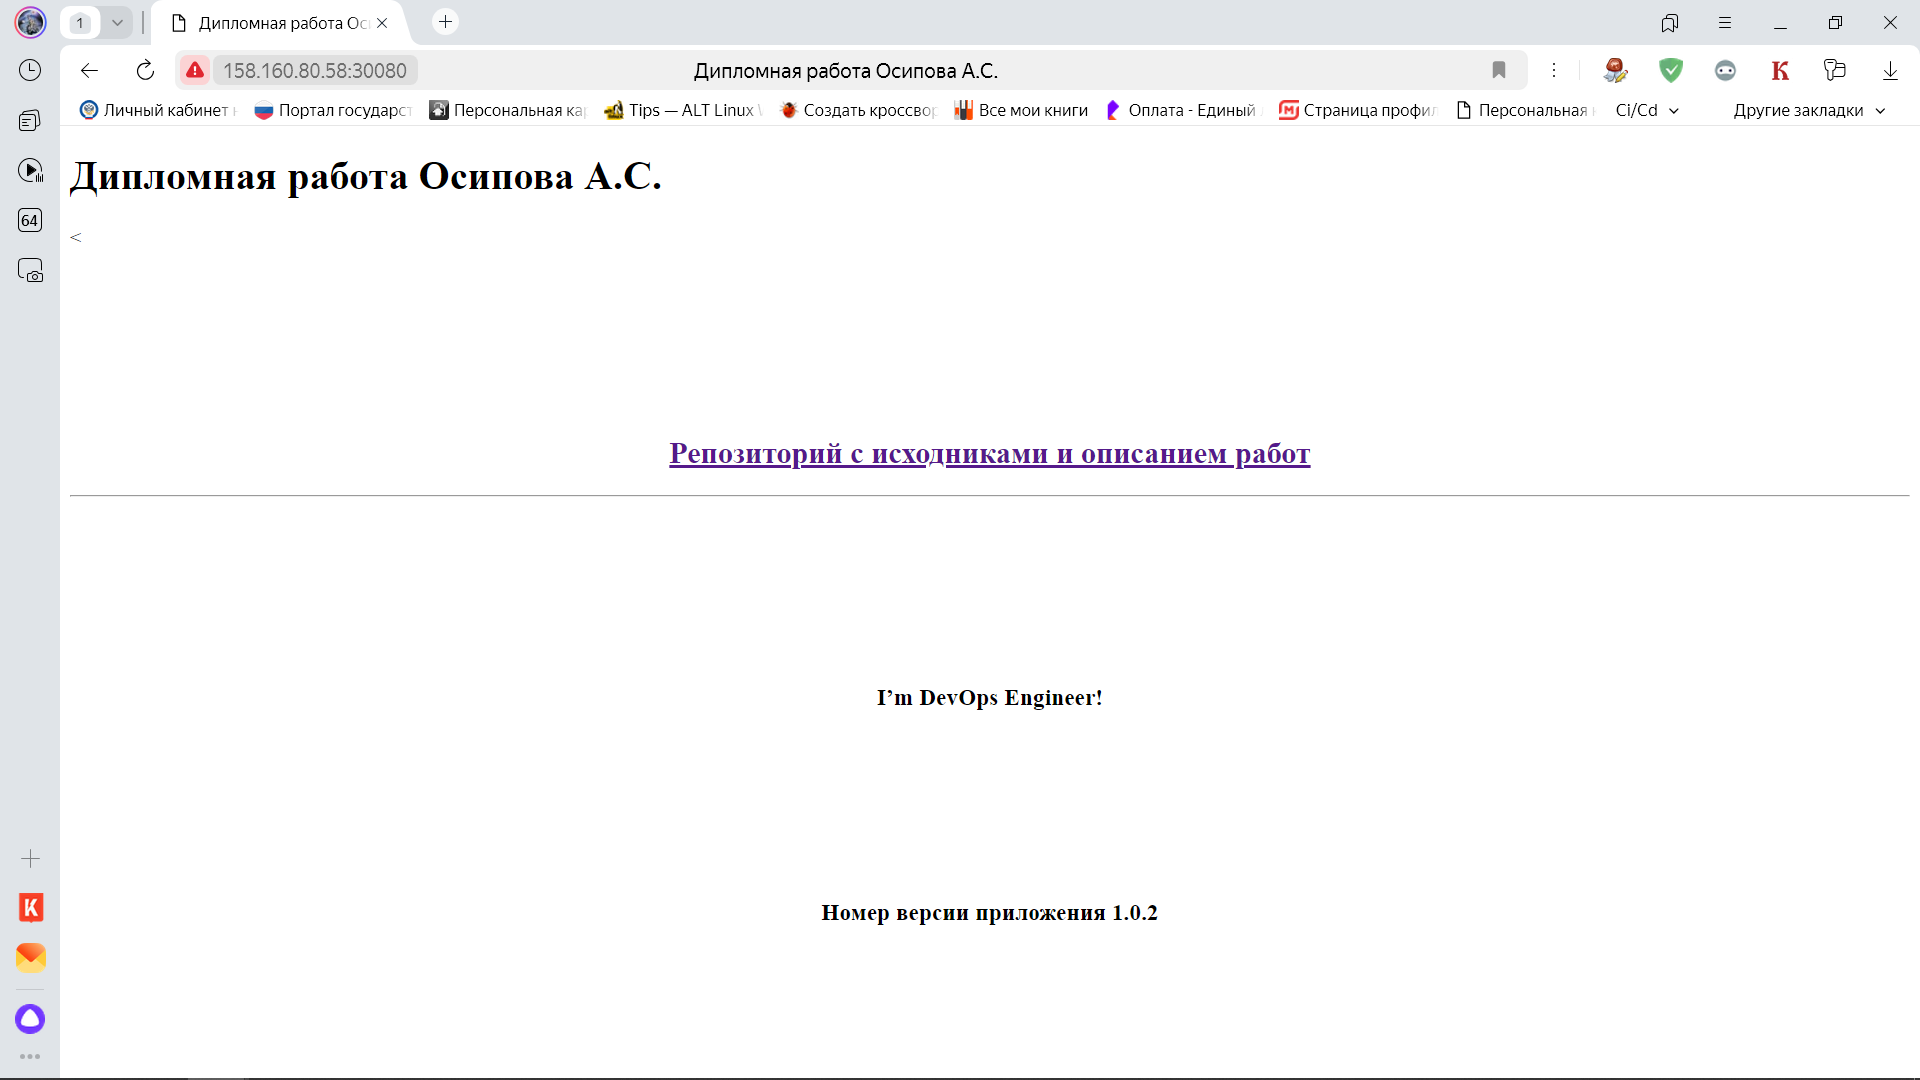 1
Дипломная работа Ос
158.160.80.58:30080
Дипломная работа Осипова А.С.
Личный кабинет
Портал государст
Персональная ка
Tips — ALT Linux
Создать кроссвор
Все мои книги
Оплата - Единый
Страница профил
Персональная
Ci/Cd
Другие закладки
64
Дипломная работа Осипова А.С.
<
Репозиторий с исходниками и описанием работ
I’m DevOps Engineer!
Номер версии приложения 1.0.2
K
K